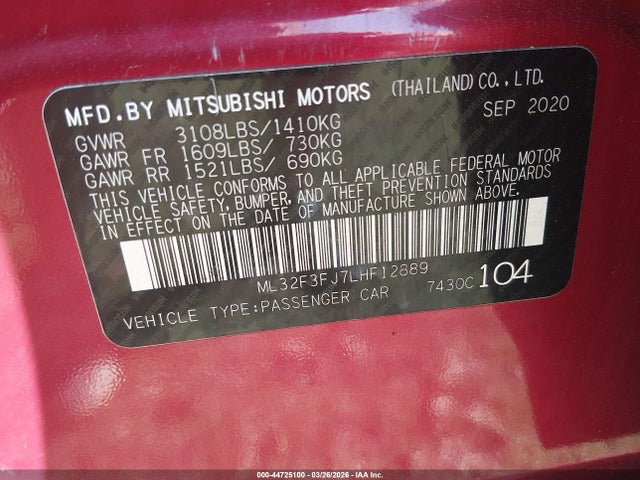 MFD.BY MITSUBISHI MOTORS (THAILAND) CO., LTD.
SEP 2020
GVWR 3108LBS/1410KG
GAWR FR 1609LBS/ 730KG
GAWR RR 1521LBS/ 690KG
THIS VEHICLE CONFORMS TO ALL APPLICABLE FEDERAL MOTOR
VEHICLE SAFETY, BUMPER, AND THEFT PREVENTION STANDARDS
IN EFFECT ON THE DATE OF MANUFACTURE SHOWN ABOVE.
ML32F3FJ7LHF12889
7430C 104
VEHICLE TYPE:PASSENGER CAR
000-44725100 | 03/26/2026 | IAA Inc.